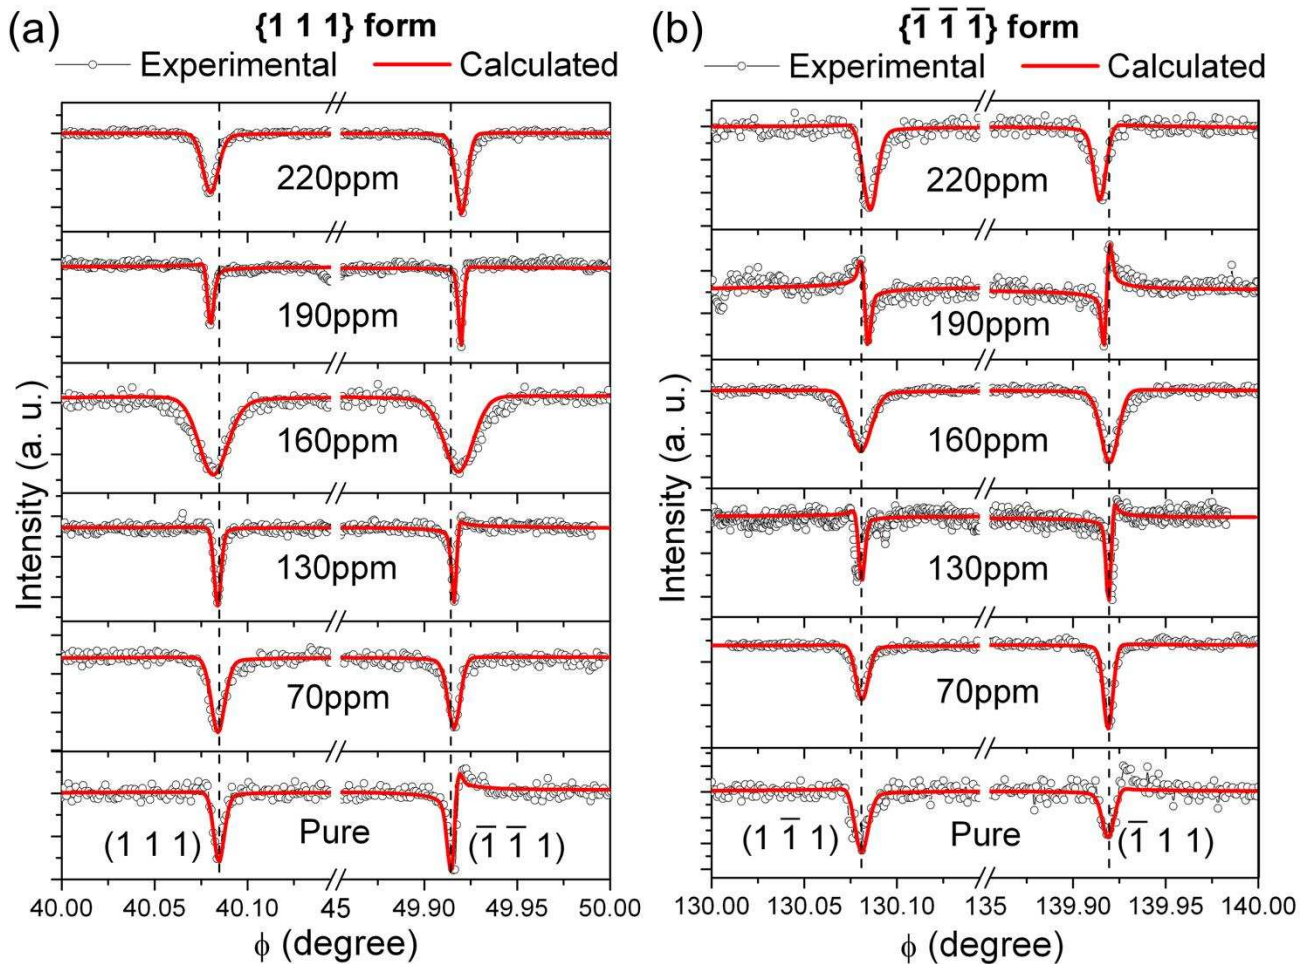 (a) {1 1 1} form
Experimental Calculated
220ppm
190ppm
160ppm
130ppm
70ppm
(1 1 1) Pure (1̅ 1̅ 1)
40.00 40.05 40.10 45 49.90 49.95 50.00
ϕ (degree)
Intensity (a. u.)
(b) {1̅ 1̅ 1̅} form
Experimental Calculated
220ppm
190ppm
160ppm
130ppm
70ppm
(1 1̅ 1) Pure (1̅ 1 1)
130.00 130.05 130.10 135 139.90 139.95 140.00
ϕ (degree)
Intensity (a. u.)